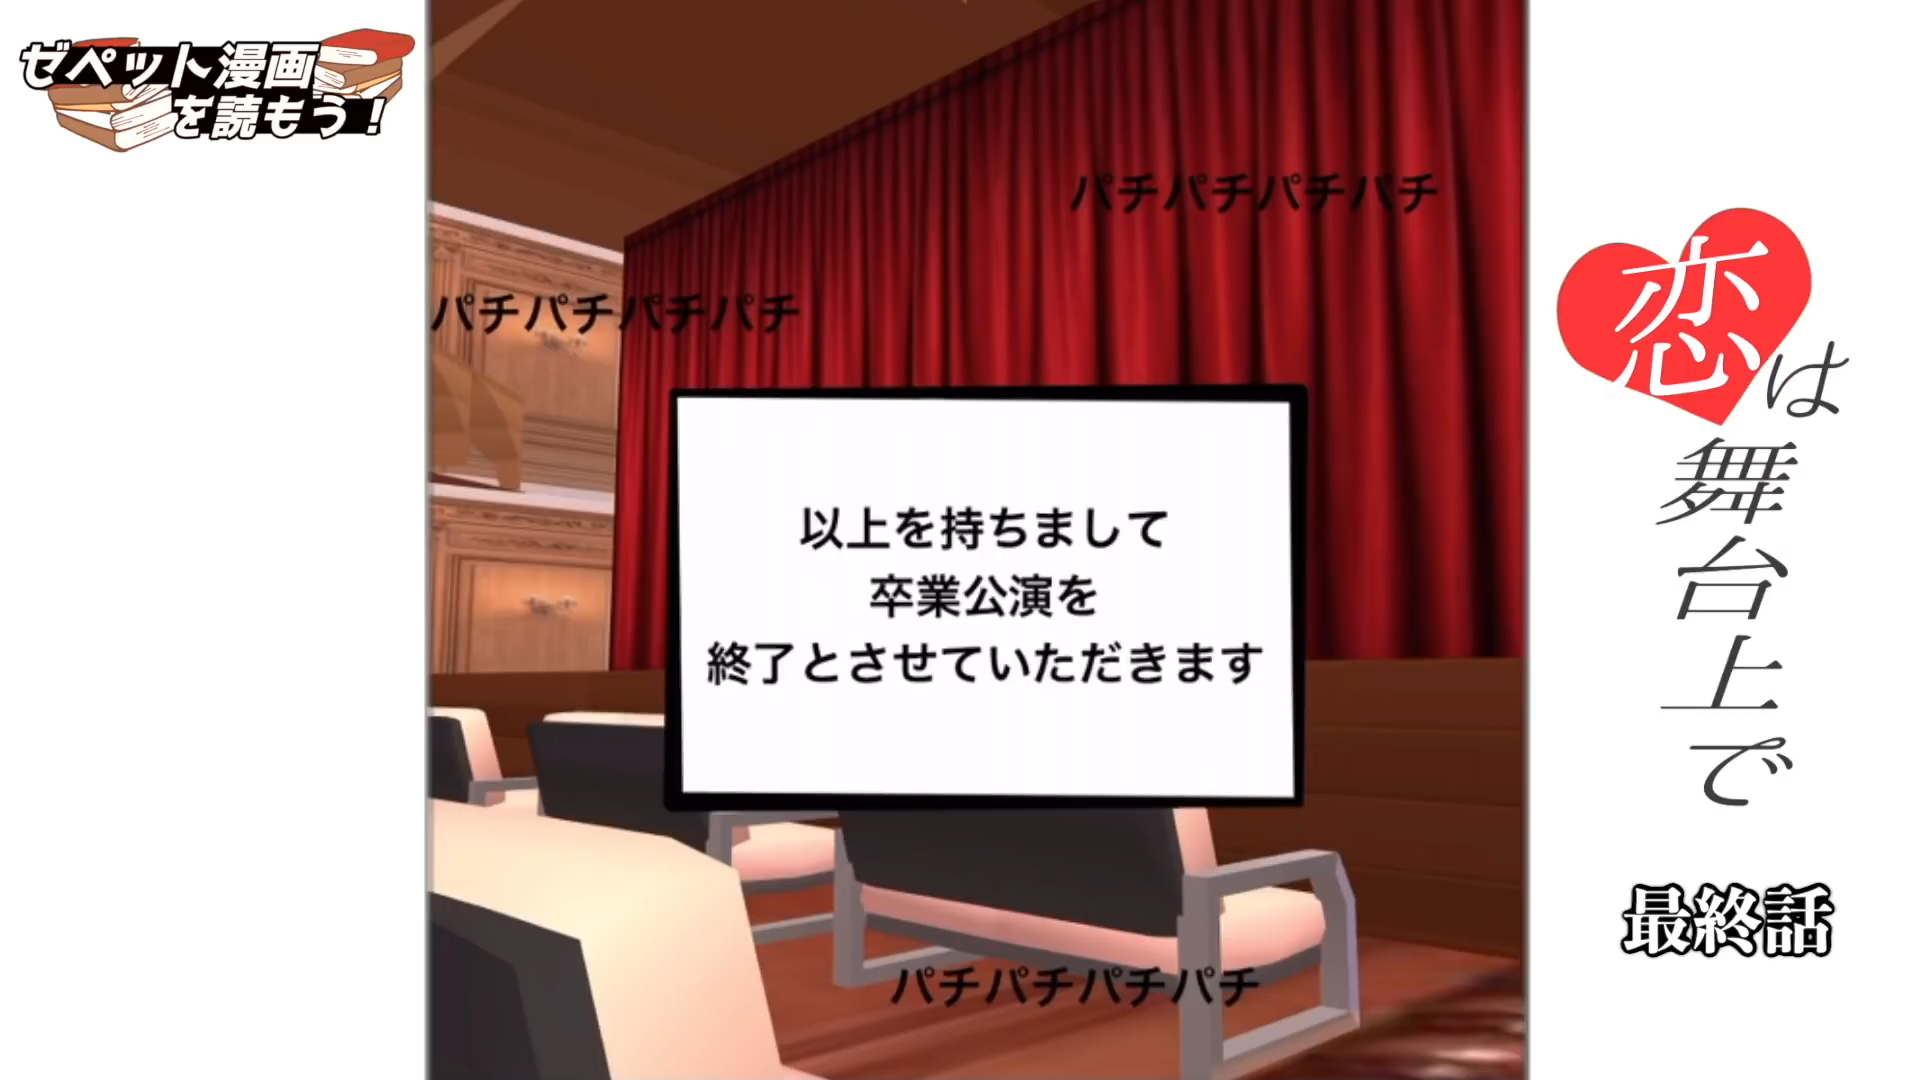 ゼペット漫画
を読もう!
パチパチパチパチ
パチパチパチパチ
以上を持ちまして
卒業公演を
終了とさせていただきます
パチパチパチパチ
恋は舞台上で
最終話